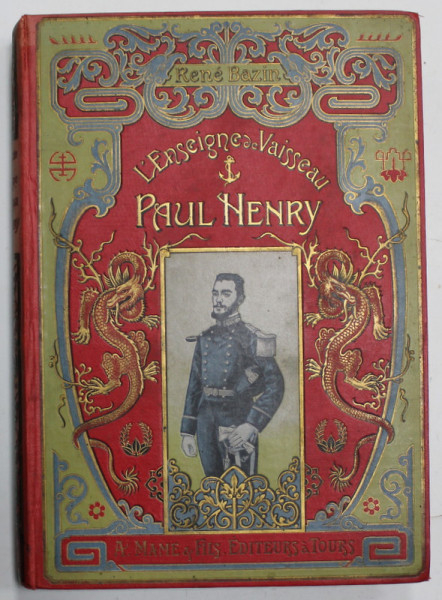 René Bazin
L'Enseigne de Vaisseau
PAUL HENRY
A. MAME & FILS, ÉDITEURS À TOURS